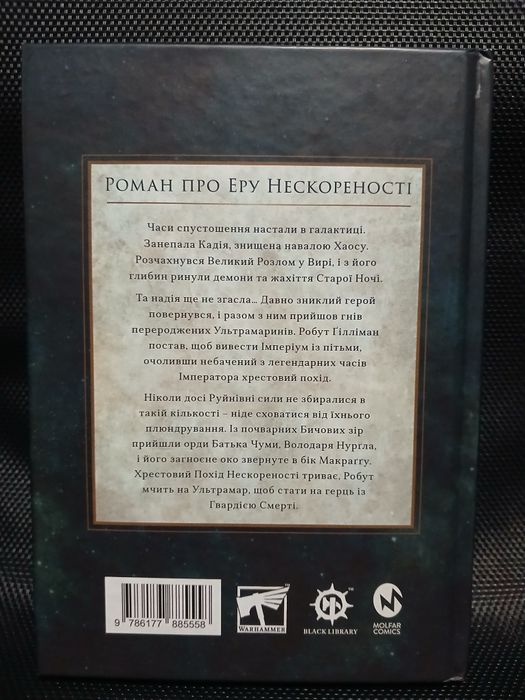 Роман про Еру Нескореності
Часи спустошення настали в галактиці.
Занепала Кадія, знищена навалою Хаосу.
Розчахнувся Великий Розлом у Вирі, і з його
глибин ринули демони та жахіття Старої Ночі.
Та надія ще не згасла... Давно зниклий герой
повернувся, і разом з ним прийшов гнів
перероджених Ультрамаринів. Робут Ґілліман
постав, щоб вивести Імперіум із пітьми,
очоливши небачений з легендарних часів
Імператора хрестовий похід.
Ніколи досі Руйнівні сили не збиралися в
такій кількості – ніде сховатися від їхнього
плюндрування. Із почварних Бичових зір
прийшли орди Батька Чуми, Володаря Нурґла,
і його загноєне око звернуте в бік Макраґґу.
Хрестовий Похід Нескореності триває, Робут
мчить на Ультрамар, щоб стати на герць із
Гвардією Смерті.
9 786177 885558
WARHAMMER
BLACK LIBRARY
MOLFAR
COMICS